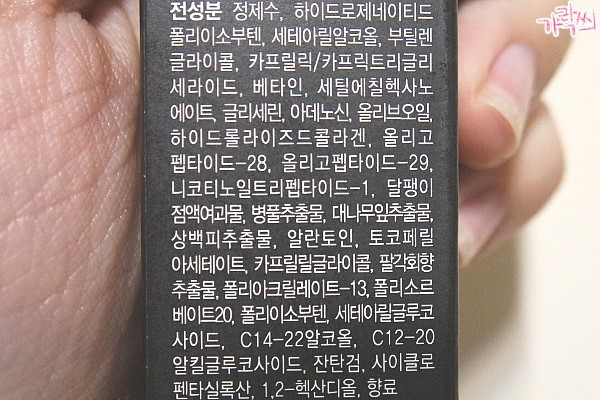 가락씨
전성분 정제수, 하이드로제네이티드
폴리이소부텐, 세테아릴알코올, 부틸렌
글라이콜, 카프릴릭/카프릭트리글리
세라이드, 베타인, 세틸에칠헥사노
에이트, 글리세린, 아데노신, 올리브오일,
하이드롤라이즈드콜라겐, 올리고
펩타이드-28, 올리고펩타이드-29,
니코티노일트리펩타이드-1, 달팽이
점액여과물, 병풀추출물, 대나무잎추출물,
상백피추출물, 알란토인, 토코페릴
아세테이트, 카프릴릴글라이콜, 팔각회향
추출물, 폴리아크릴레이트-13, 폴리소르
베이트20, 폴리이소부텐, 세테아릴글루코
사이드, C14-22알코올, C12-20
알킬글루코사이드, 잔탄검, 사이클로
펜타실록산, 1,2-헥산디올, 향료